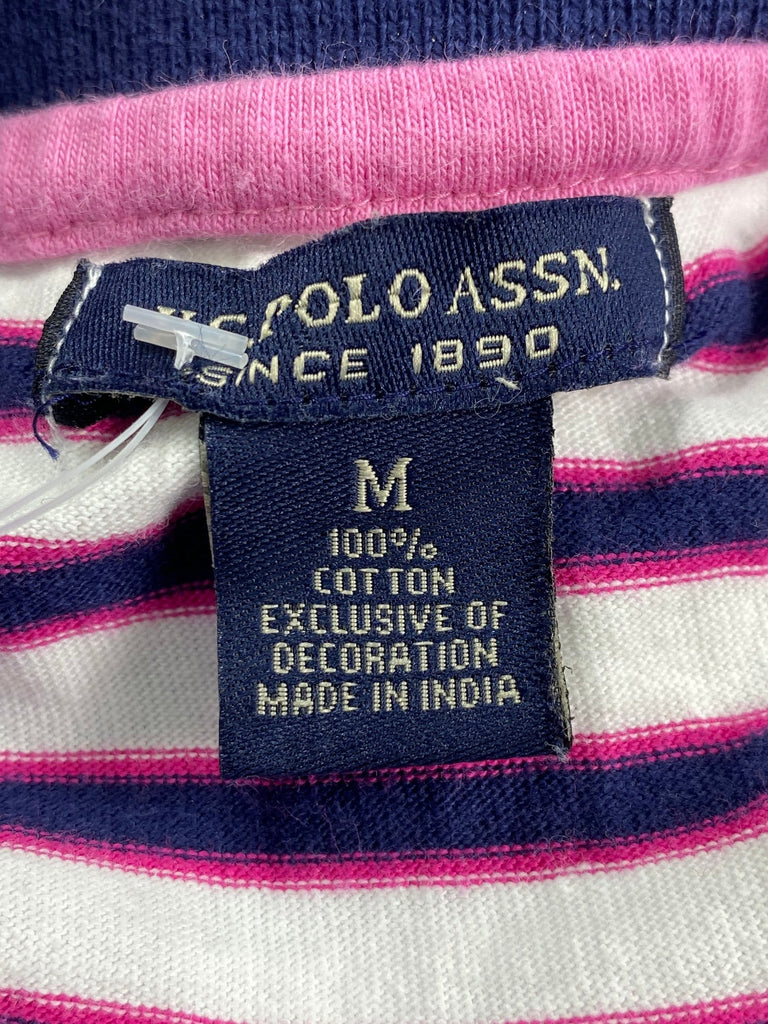 U.S. POLO ASSN.
SINCE 1890
M
100%
COTTON
EXCLUSIVE OF
DECORATION
MADE IN INDIA